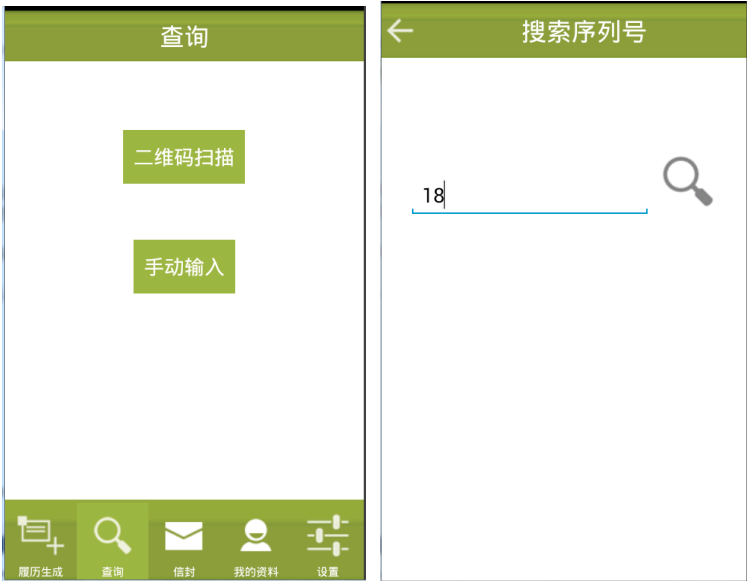 查询
二维码扫描
手动输入
履历生成
查询
信封
我的资料
设置
搜索序列号
18